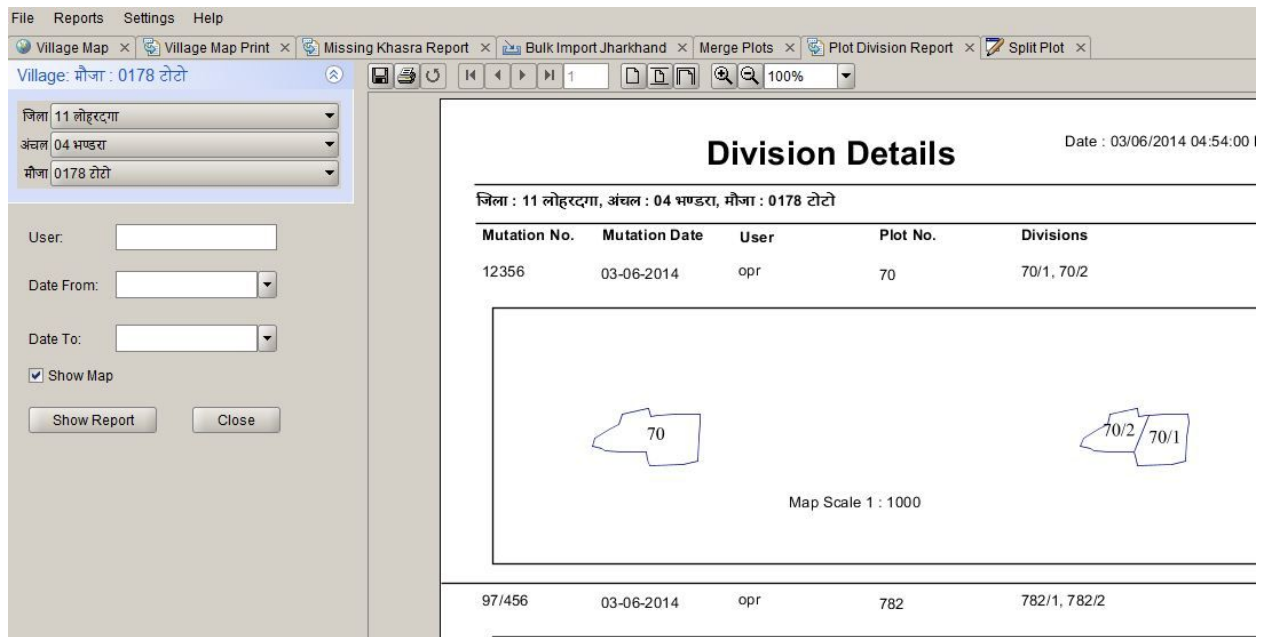 File Reports Settings Help
Village Map Village Map Print Missing Khasra Report Bulk Import Jharkhand Merge Plots Plot Division Report Split Plot
Village: मौजा : 0178 टोटो
जिला 11 लोहरदगा
अंचल 04 भण्डरा
मौजा 0178 टोटो
User:
Date From:
Date To:
Show Map
Show Report Close
1 100%
Division Details
Date : 03/06/2014 04:54:00
जिला : 11 लोहरदगा, अंचल : 04 भण्डरा, मौजा : 0178 टोटो
Mutation No. Mutation Date User Plot No. Divisions
12356 03-06-2014 opr 70 70/1, 70/2
70 70/2 70/1
Map Scale 1 : 1000
97/456 03-06-2014 opr 782 782/1, 782/2